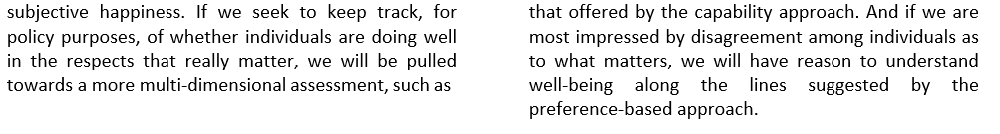 subjective happiness. If we seek to keep track, for
policy purposes, of whether individuals are doing well
in the respects that really matter, we will be pulled
towards a more multi-dimensional assessment, such as
that offered by the capability approach. And if we are
most impressed by disagreement among individuals as
to what matters, we will have reason to understand
well-being along the lines suggested by the
preference-based approach.